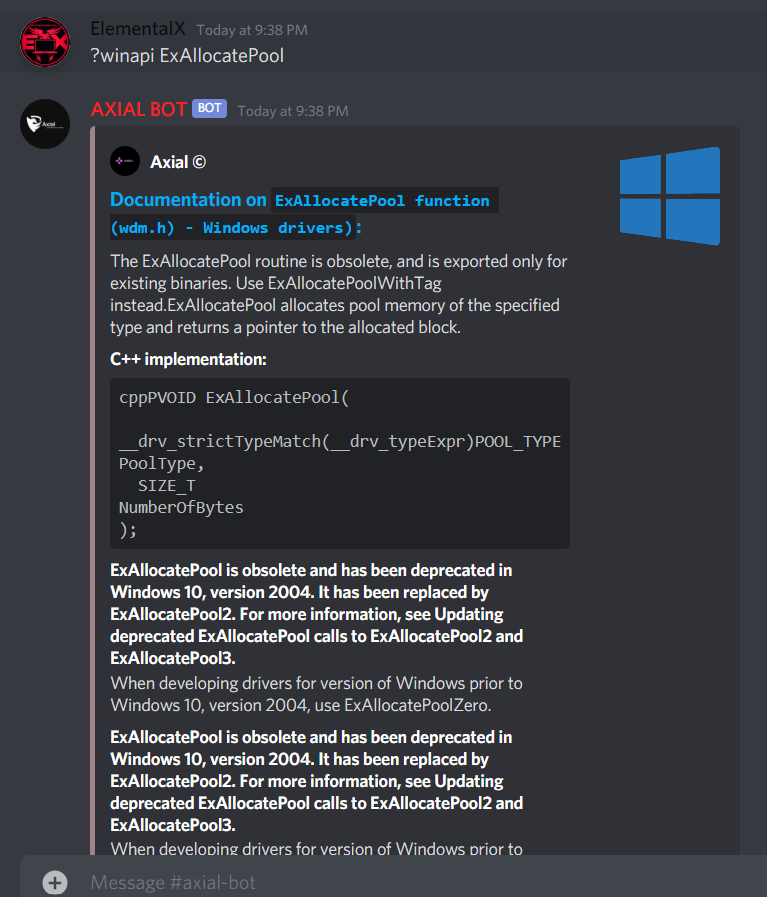 ElementalX Today at 9:38 PM
?winapi ExAllocatePool
AXIAL BOT BOT Today at 9:38 PM
Axial
Axial ©
Documentation on ExAllocatePool function
(wdm.h) - Windows drivers):
The ExAllocatePool routine is obsolete, and is exported only for
existing binaries. Use ExAllocatePoolWithTag
instead.ExAllocatePool allocates pool memory of the specified
type and returns a pointer to the allocated block.
C++ implementation:
cppPVOID ExAllocatePool(
__drv_strictTypeMatch(__drv_typeExpr)POOL_TYPE
PoolType,
SIZE_T
NumberOfBytes
);
ExAllocatePool is obsolete and has been deprecated in
Windows 10, version 2004. It has been replaced by
ExAllocatePool2. For more information, see Updating
deprecated ExAllocatePool calls to ExAllocatePool2 and
ExAllocatePool3.
When developing drivers for version of Windows prior to
Windows 10, version 2004, use ExAllocatePoolZero.
ExAllocatePool is obsolete and has been deprecated in
Windows 10, version 2004. It has been replaced by
ExAllocatePool2. For more information, see Updating
deprecated ExAllocatePool calls to ExAllocatePool2 and
ExAllocatePool3.
When developing drivers for version of Windows prior to
Message #axial-bot